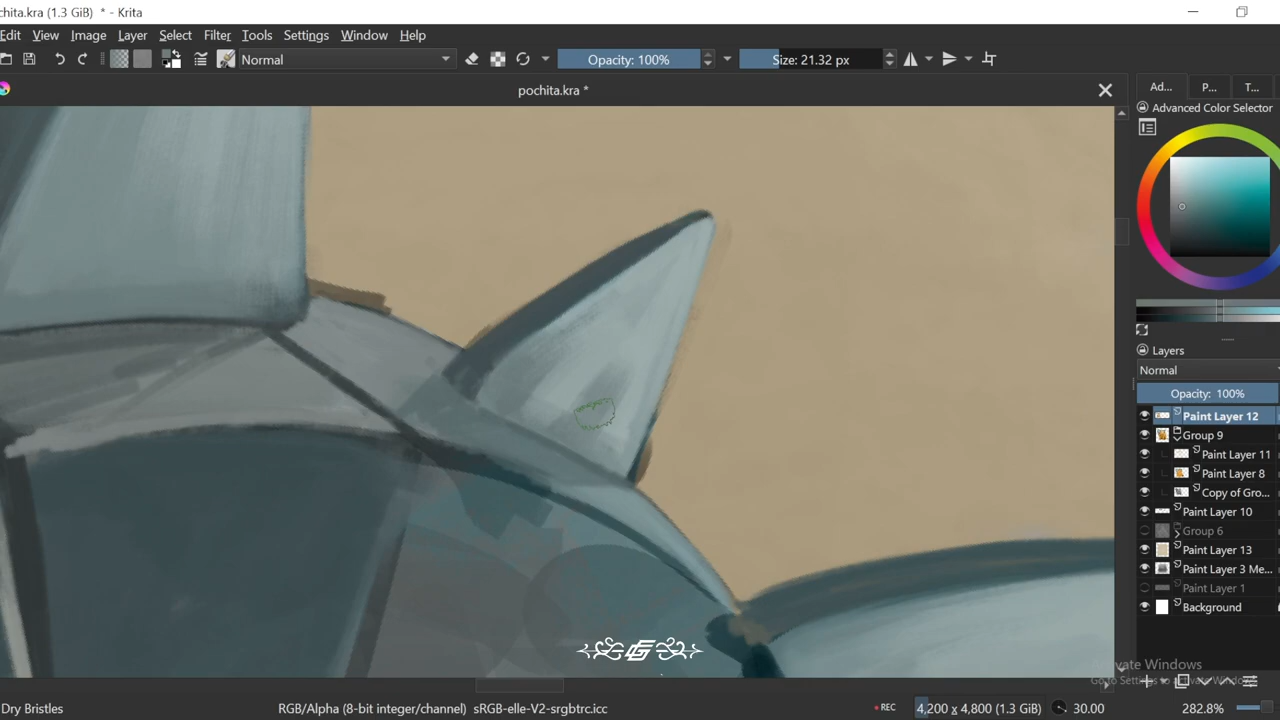 chita.kra (1.3 GiB) * - Krita
Edit View Image Layer Select Filter Tools Settings Window Help
Normal Opacity: 100% Size: 21.32 px
pochita.kra *
Ad... P... T...
Advanced Color Selector
Layers
Normal
Opacity: 100%
Paint Layer 12
Group 9
Paint Layer 11
Paint Layer 8
Copy of Gro...
Paint Layer 10
Group 6
Paint Layer 13
Paint Layer 3 Me...
Paint Layer 1
Background
vate Windows
Dry Bristles RGB/Alpha (8-bit integer/channel) sRGB-elle-V2-srgbtrc.icc REC 4,200 x 4,800 (1.3 GiB) 30.00 282.8%